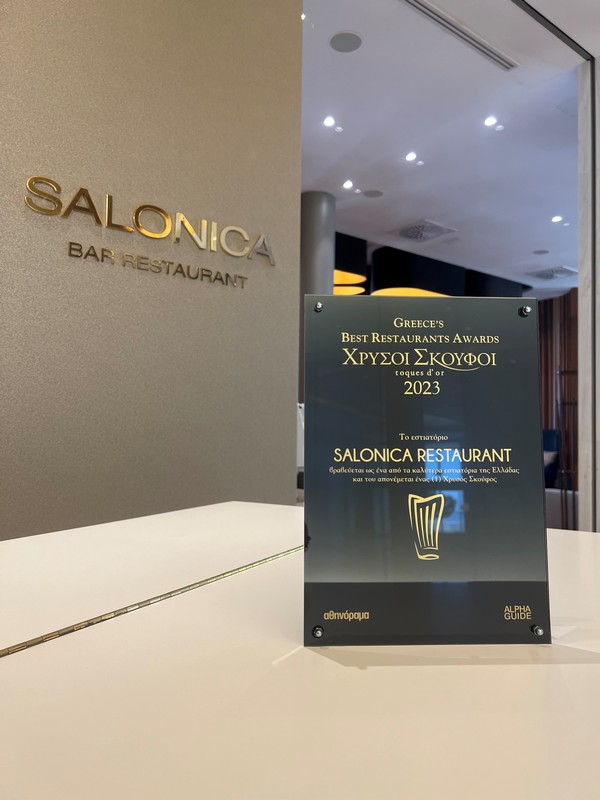 SALONICA
BAR RESTAURANT
GREECE'S
BEST RESTAURANTS AWARDS
ΧΡΥΣΟΙ ΣΚΟΥΦΟΙ
toques d'or
2023
Το εστιατόριο
SALONICA RESTAURANT
βραβεύεται ως ένα από τα καλύτερα εστιατόρια της Ελλάδας
και του απονέμεται ένας (1) Χρυσός Σκούφος
αθηνόραμα
ALPHA
GUIDE